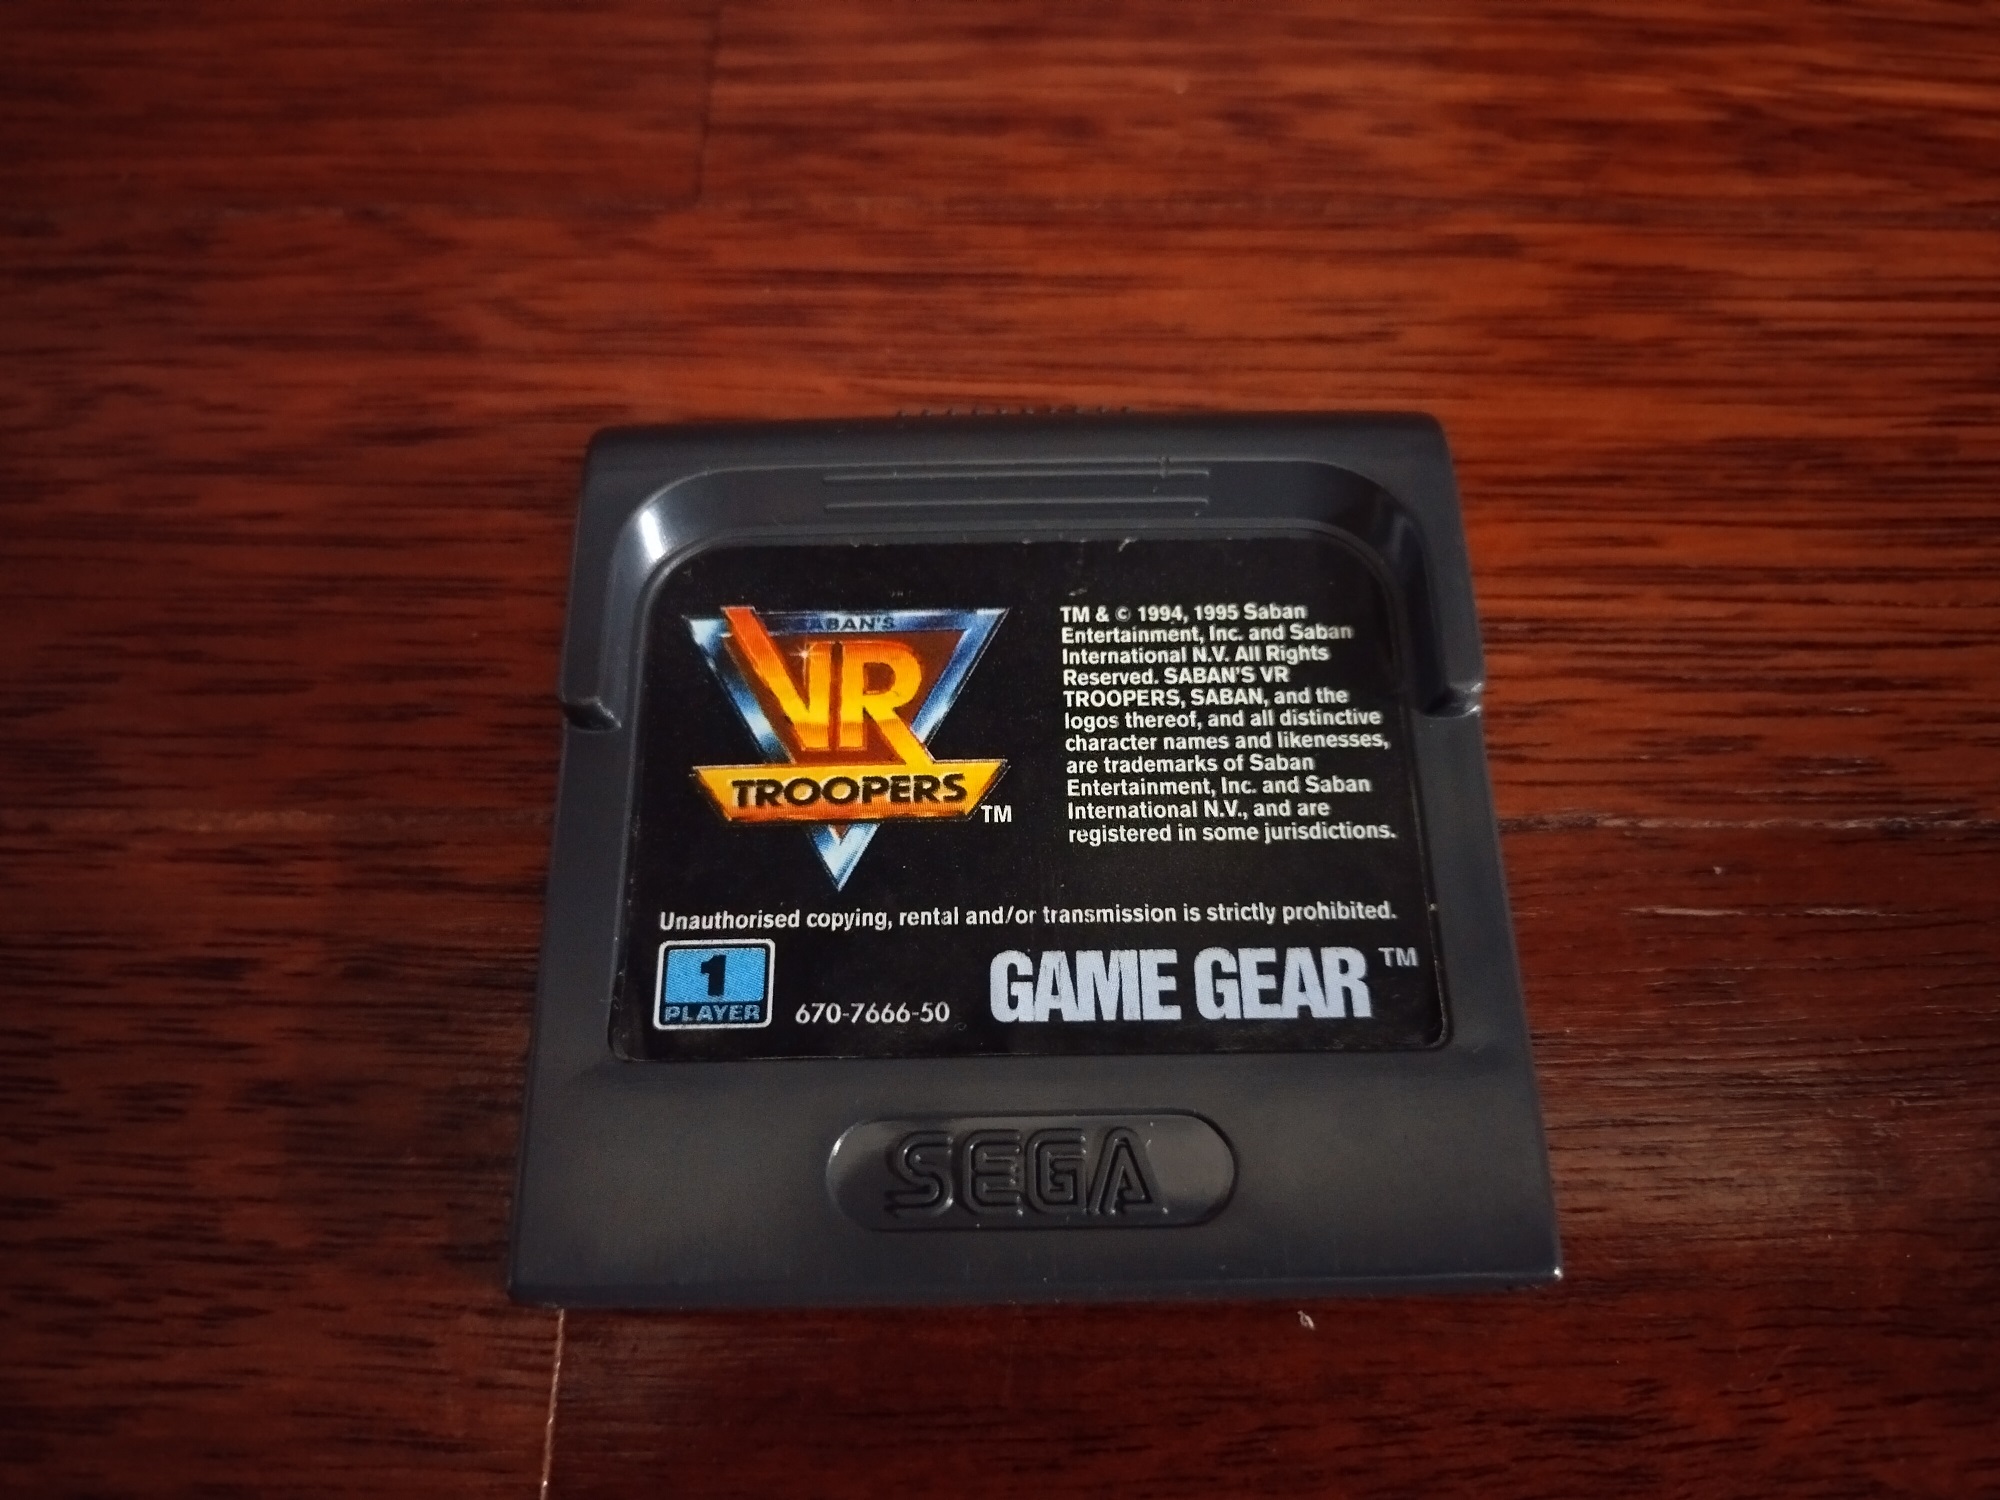 SABAN'S
VR
TROOPERS
TM
TM & © 1994, 1995 Saban
Entertainment, Inc. and Saban
International N.V. All Rights
Reserved. SABAN'S VR
TROOPERS, SABAN, and the
logos thereof, and all distinctive
character names and likenesses,
are trademarks of Saban
Entertainment, Inc. and Saban
International N.V., and are
registered in some jurisdictions.
Unauthorised copying, rental and/or transmission is strictly prohibited.
1
PLAYER
670-7666-50
GAME GEAR TM
SEGA